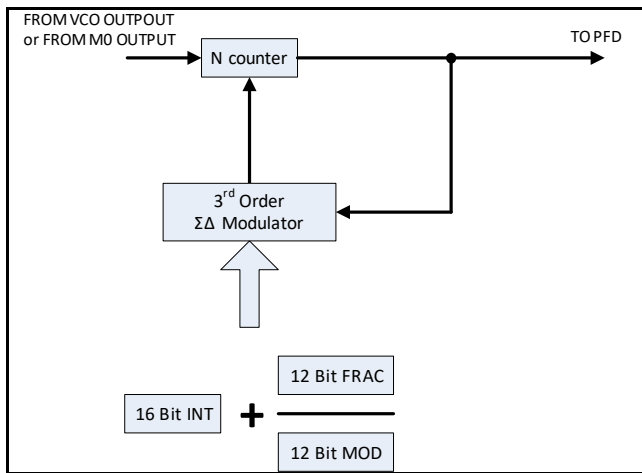 FROM VCO OUTPOUT
or FROM M0 OUTPUT
TO PFD
N counter
3rd Order
ΣΔ Modulator
12 Bit FRAC
16 Bit INT +
12 Bit MOD